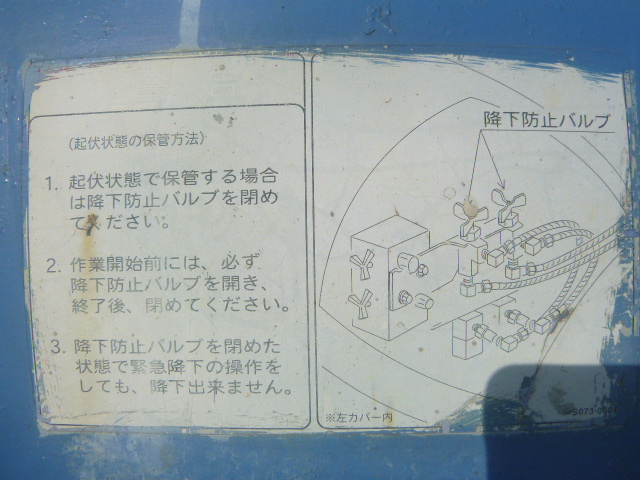 (起伏状態の保管方法)
1. 起伏状態で保管する場合
は降下防止バルブを閉め
てください。
2. 作業開始前には、必ず
降下防止バルブを開き、
終了後、閉めてください。
3. 降下防止バルブを閉めた
状態で緊急降下の操作を
しても、降下出来ません。
降下防止バルブ
※左カバー内